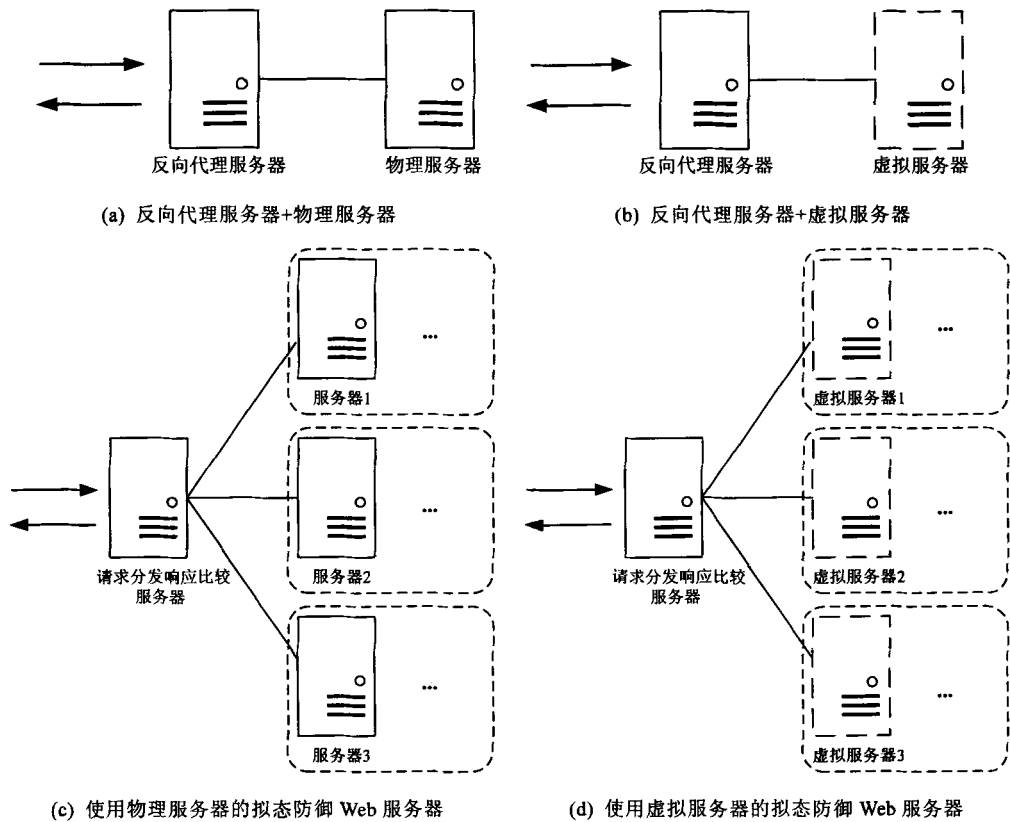 反向代理服务器
物理服务器
反向代理服务器
虚拟服务器
(a) 反向代理服务器+物理服务器
(b) 反向代理服务器+虚拟服务器
...
服务器1
...
虚拟服务器1
请求分发响应比较
服务器
...
服务器2
请求分发响应比较
服务器
...
虚拟服务器2
...
服务器3
...
虚拟服务器3
(c) 使用物理服务器的拟态防御 Web 服务器
(d) 使用虚拟服务器的拟态防御 Web 服务器